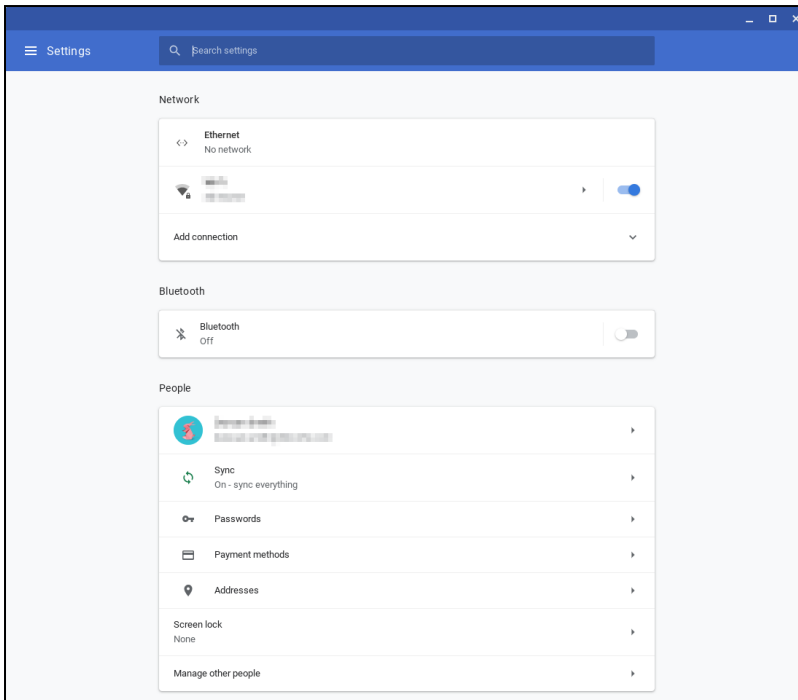 Settings
Search settings
Network
Ethernet
No network
Add connection
Bluetooth
Bluetooth
Off
People
Sync
On - sync everything
Passwords
Payment methods
Addresses
Screen lock
None
Manage other people